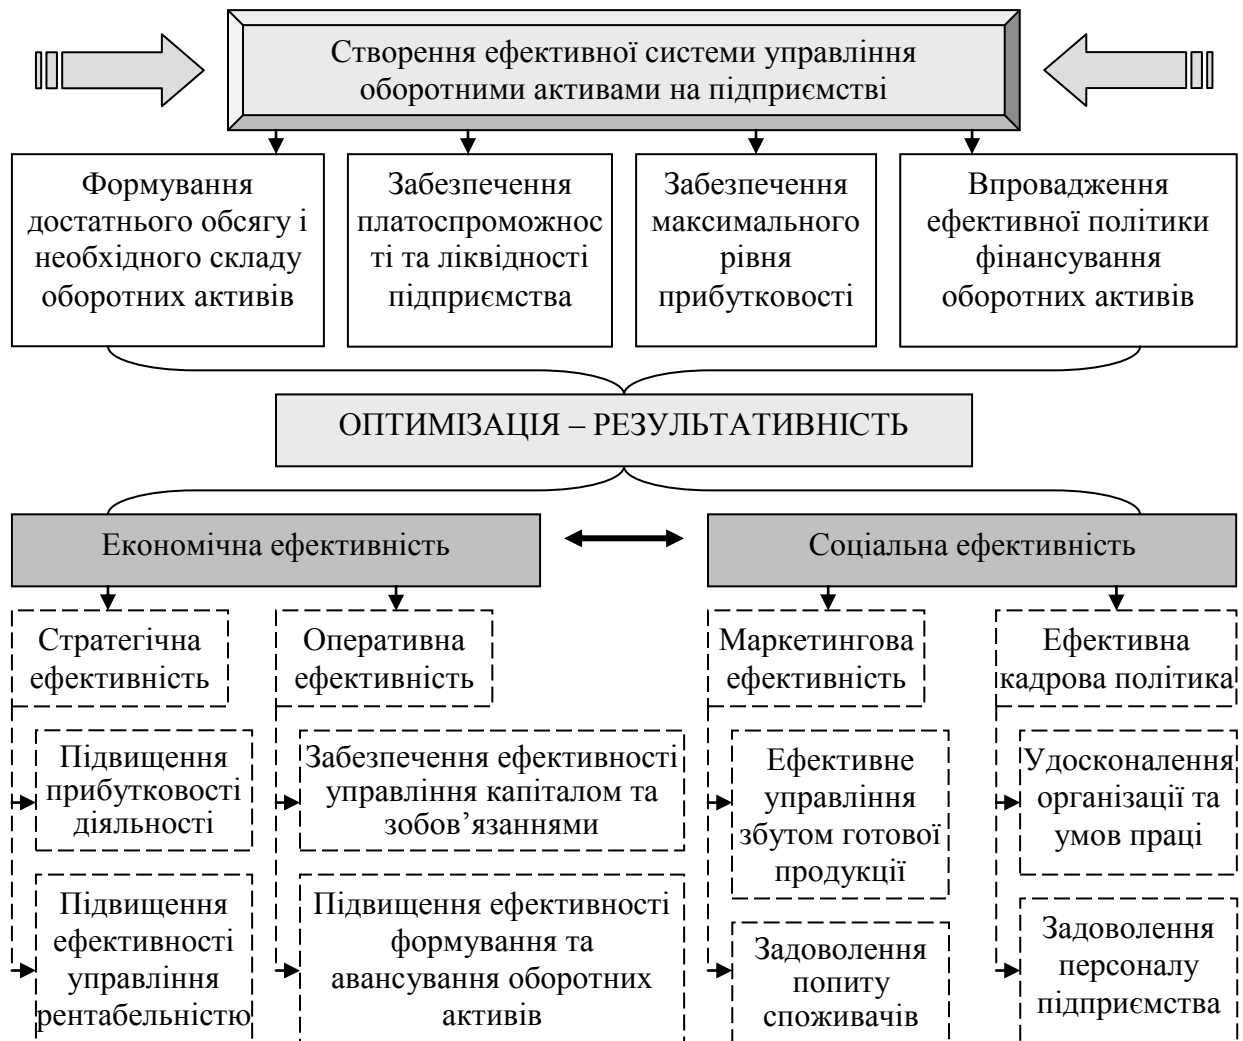 Створення ефективної системи управління
оборотними активами на підприємстві
Формування
достатнього обсягу і
необхідного складу
оборотних активів
Забезпечення
платоспроможнос
ті та ліквідності
підприємства
Забезпечення
максимального
рівня
прибутковості
Впровадження
ефективної політики
фінансування
оборотних активів
ОПТИМІЗАЦІЯ – РЕЗУЛЬТАТИВНІСТЬ
Економічна ефективність
Соціальна ефективність
Стратегічна
ефективність
Оперативна
ефективність
Маркетингова
ефективність
Ефективна
кадрова політика
Підвищення
прибутковості
діяльності
Забезпечення ефективності
управління капіталом та
зобов’язаннями
Ефективне
управління
збутом готової
продукції
Удосконалення
організації та
умов праці
Підвищення
ефективності
управління
рентабельністю
Підвищення ефективності
формування та
авансування оборотних
активів
Задоволення
попиту
споживачів
Задоволення
персоналу
підприємства